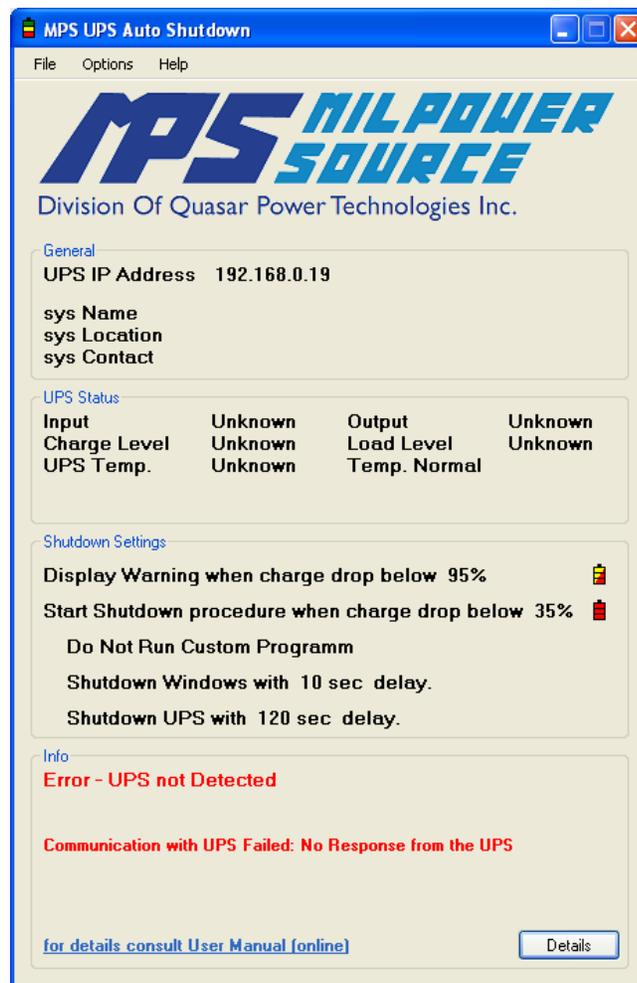 MPS UPS Auto Shutdown
File Options Help
MPS MILPOWER
SOURCE
Division Of Quasar Power Technologies Inc.
General
UPS IP Address 192.168.0.19
sys Name
sys Location
sys Contact
UPS Status
Input Unknown Output Unknown
Charge Level Unknown Load Level Unknown
UPS Temp. Unknown Temp. Normal
Shutdown Settings
Display Warning when charge drop below 95%
Start Shutdown procedure when charge drop below 35%
Do Not Run Custom Programm
Shutdown Windows with 10 sec delay.
Shutdown UPS with 120 sec delay.
Info
Error - UPS not Detected
Communication with UPS Failed: No Response from the UPS
for details consult User Manual (online)
Details